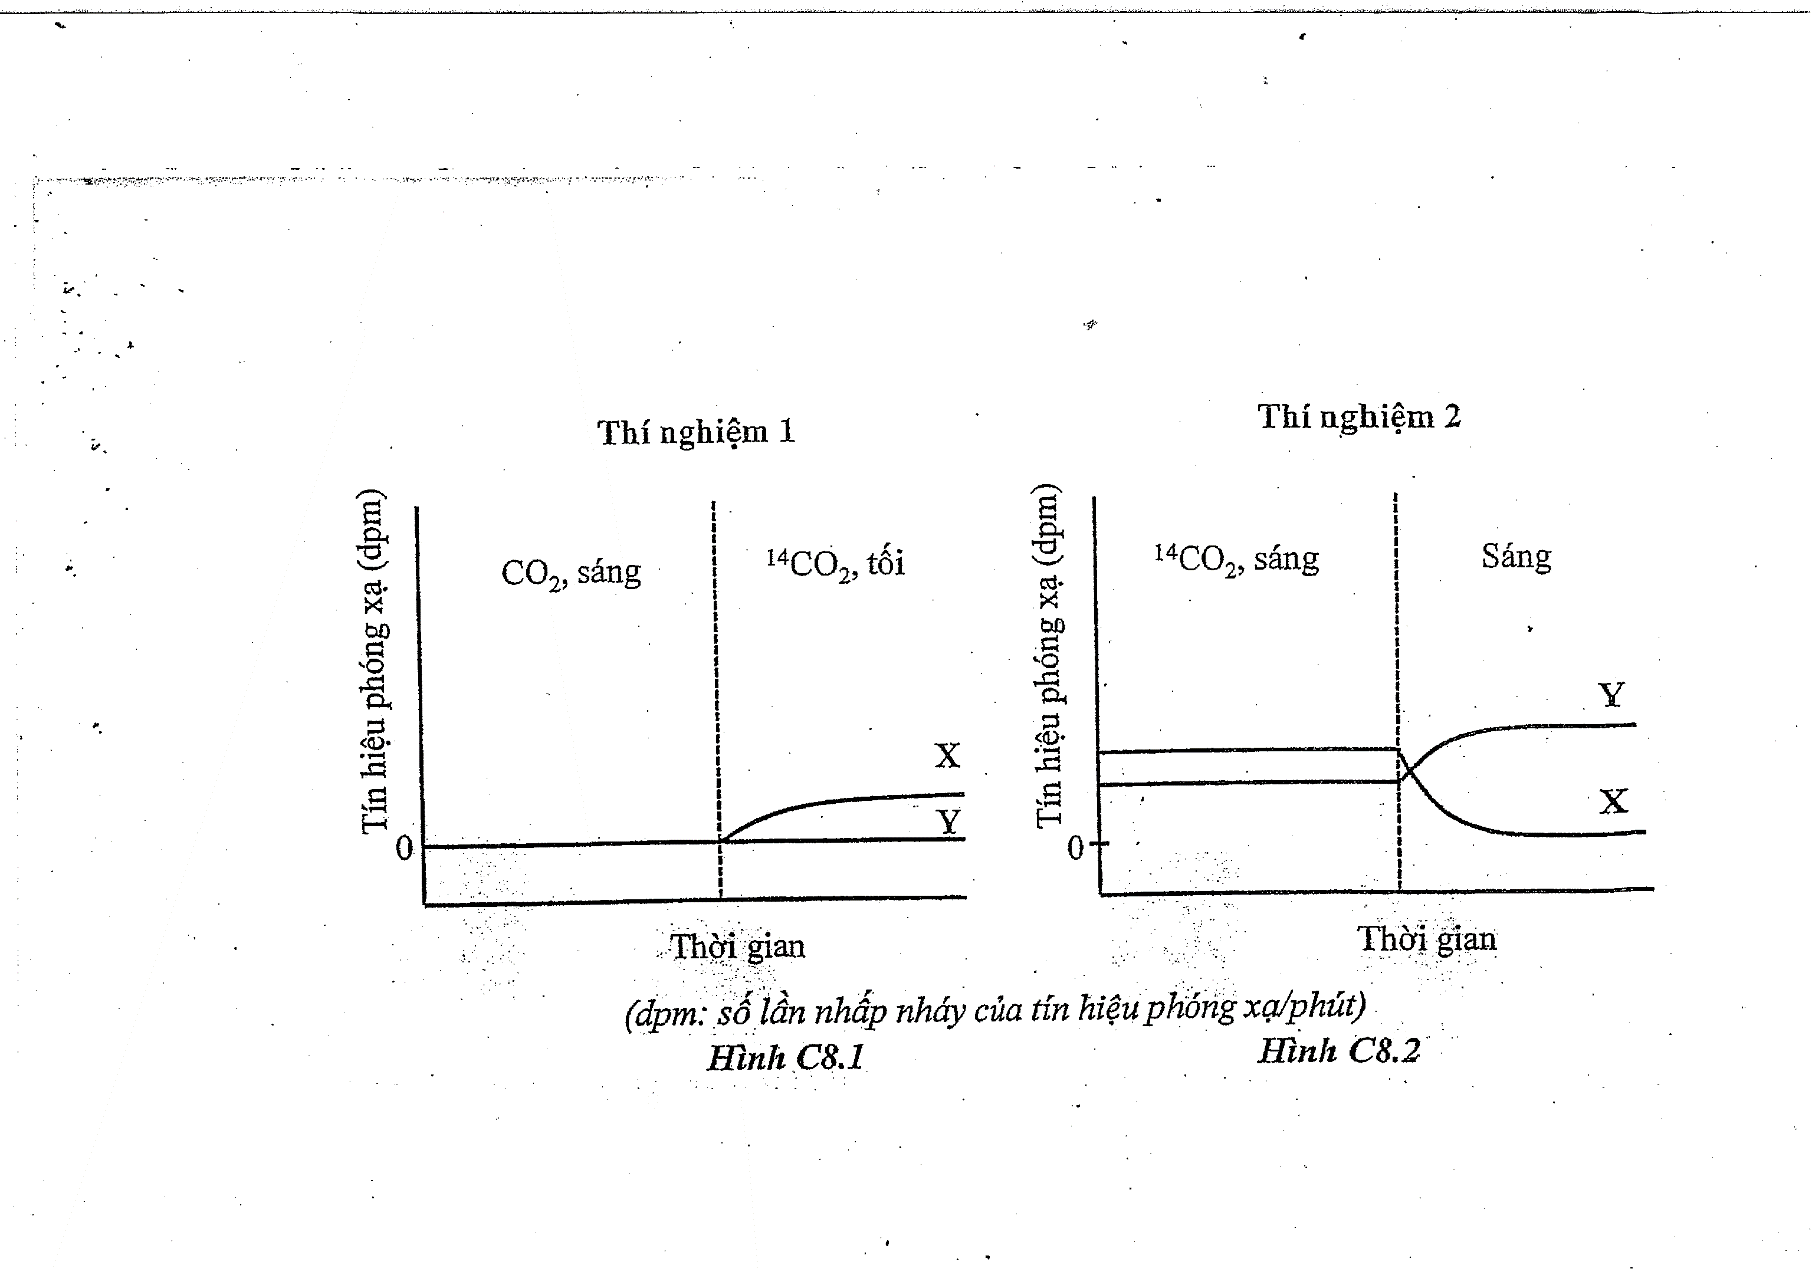 Thí nghiệm 1
Tín hiệu phóng xạ (dpm)
CO₂, sáng
¹⁴CO₂, tối
X
Y
0
Thời gian
Thí nghiệm 2
Tín hiệu phóng xạ (dpm)
¹⁴CO₂, sáng
Sáng
Y
X
0
Thời gian
(dpm: số lần nhấp nháy của tín hiệu phóng xạ/phút)
Hình C8.1
Hình C8.2